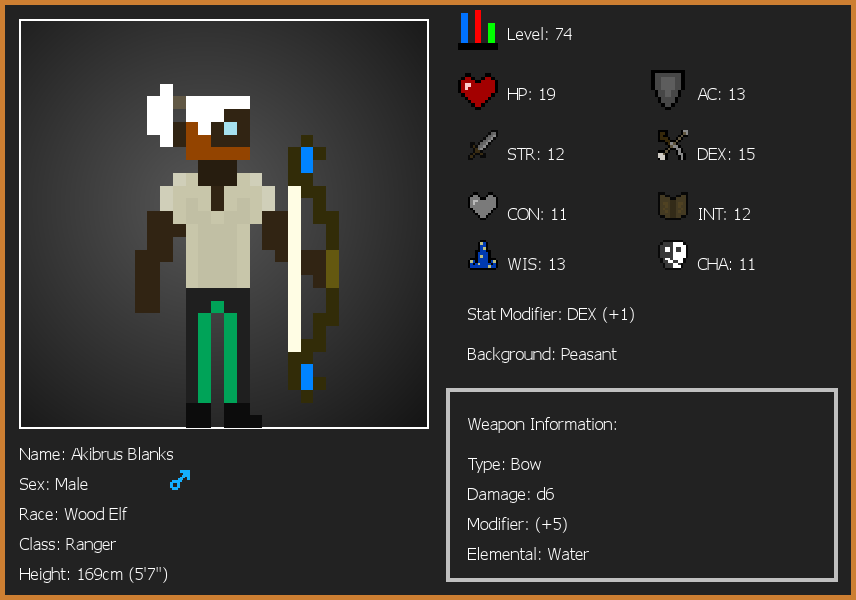 Level: 74
HP: 19
AC: 13
STR: 12
DEX: 15
CON: 11
INT: 12
WIS: 13
CHA: 11
Stat Modifier: DEX (+1)
Background: Peasant
Weapon Information:
Type: Bow
Damage: d6
Modifier: (+5)
Elemental: Water
Name: Akibrus Blanks
Sex: Male
Race: Wood Elf
Class: Ranger
Height: 169cm (5'7")